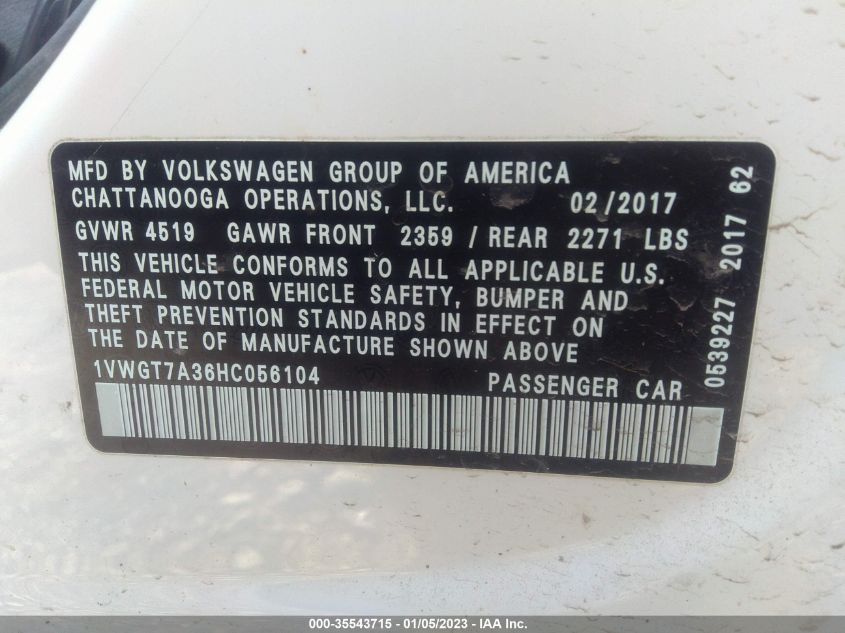 MFD BY VOLKSWAGEN GROUP OF AMERICA
CHATTANOOGA OPERATIONS, LLC. 02/2017
GVWR 4519 GAWR FRONT 2359 / REAR 2271 LBS
THIS VEHICLE CONFORMS TO ALL APPLICABLE U.S.
FEDERAL MOTOR VEHICLE SAFETY, BUMPER AND
THEFT PREVENTION STANDARDS IN EFFECT ON
THE DATE OF MANUFACTURE SHOWN ABOVE.
1VWGT7A36HC056104 PASSENGER CAR
0539227 2017 62
000-35543715 - 01/05/2023 - IAA Inc.